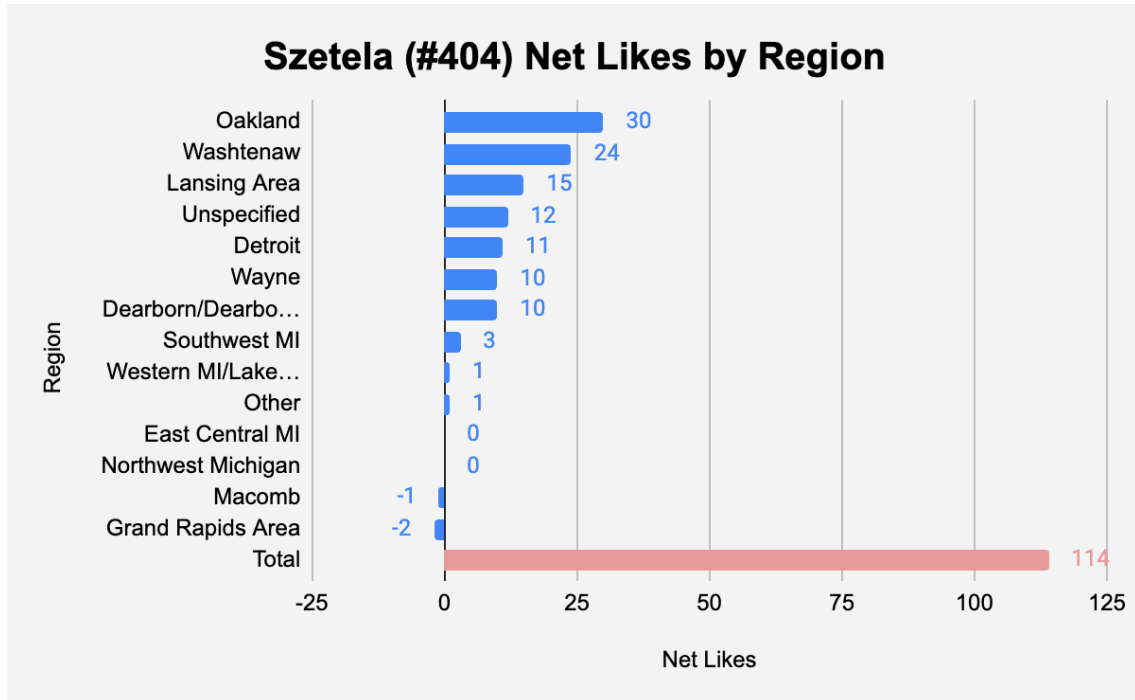 Szetela (#404) Net Likes by Region
Oakland 30
Washtenaw 24
Lansing Area 15
Unspecified 12
Detroit 11
Wayne 10
Dearborn/Dearbo… 10
Southwest MI 3
Western MI/Lake… 1
Other 1
East Central MI 0
Northwest Michigan 0
Macomb -1
Grand Rapids Area -2
Total 114
Region
-25 0 25 50 75 100 125
Net Likes